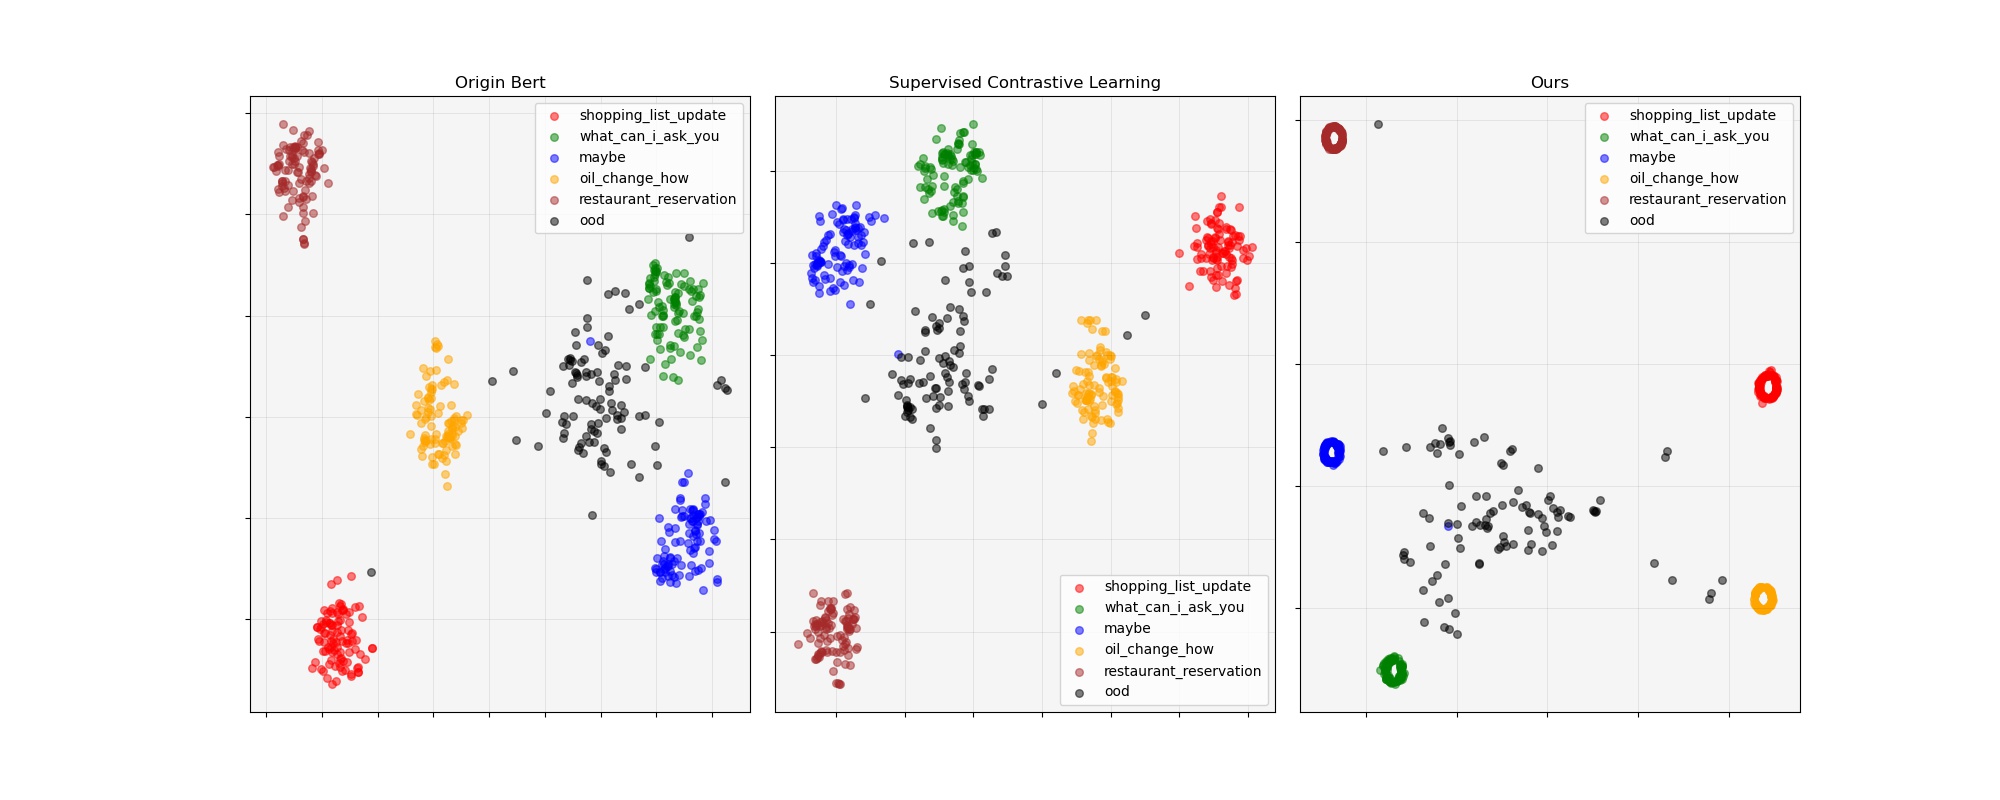 Origin Bert
shopping_list_update
what_can_i_ask_you
maybe
oil_change_how
restaurant_reservation
ood
Supervised Contrastive Learning
shopping_list_update
what_can_i_ask_you
maybe
oil_change_how
restaurant_reservation
ood
Ours
shopping_list_update
what_can_i_ask_you
maybe
oil_change_how
restaurant_reservation
ood